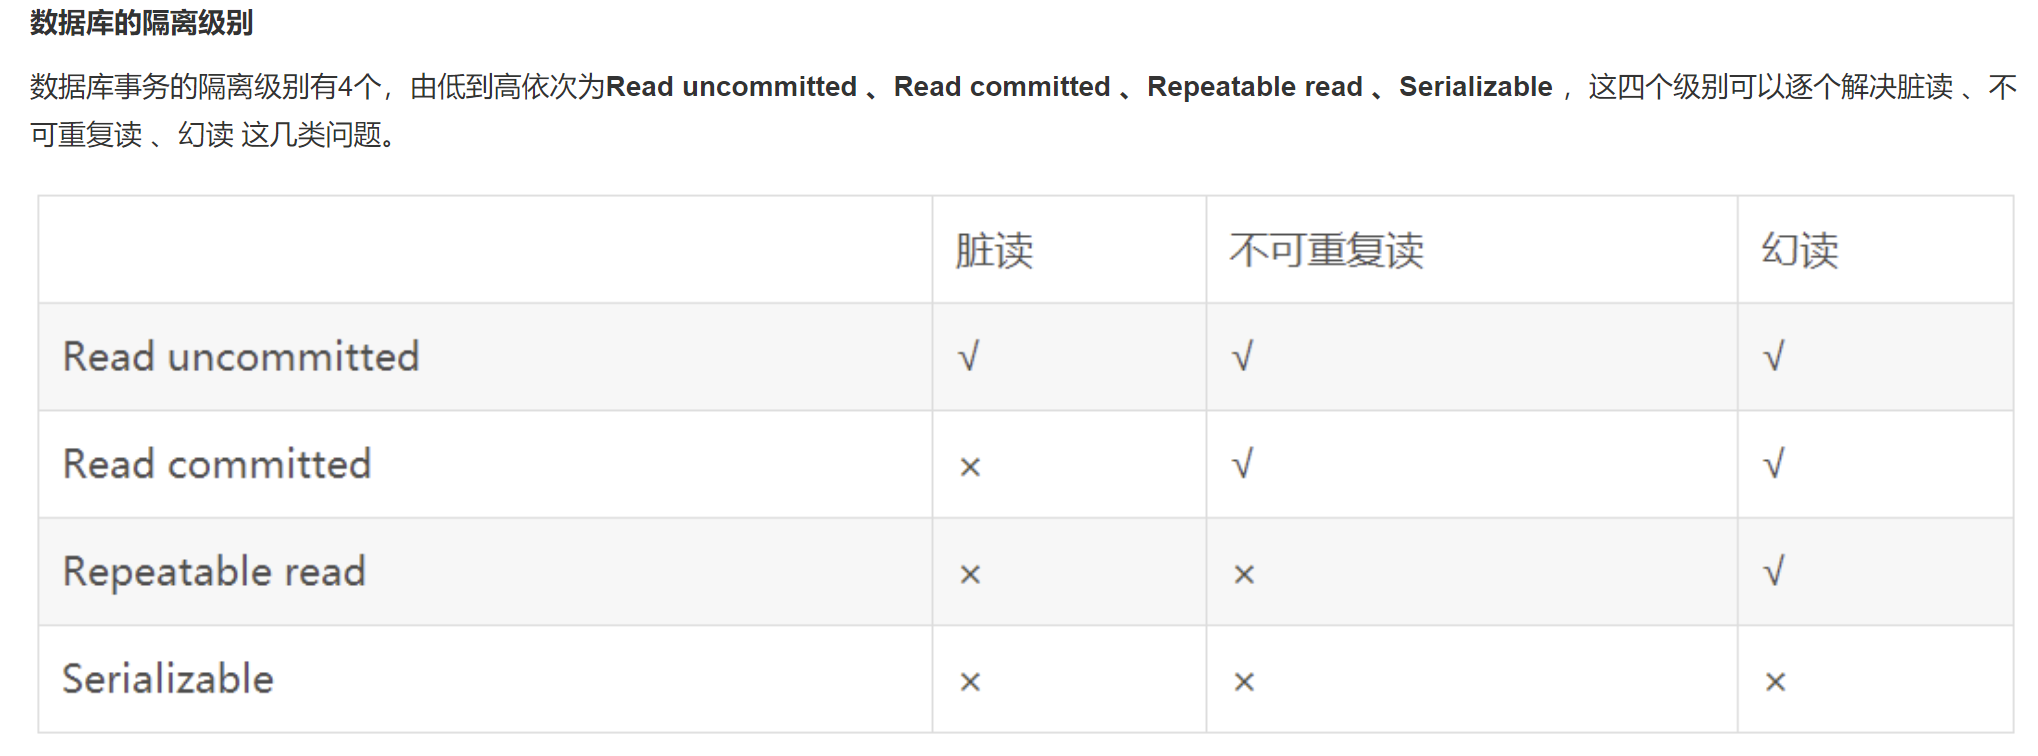 数据库的隔离级别
数据库事务的隔离级别有4个，由低到高依次为Read uncommitted 、Read committed 、Repeatable read 、Serializable ，这四个级别可以逐个解决脏读 、不
可重复读 、幻读 这几类问题。
脏读 不可重复读 幻读
Read uncommitted √ √ √
Read committed × √ √
Repeatable read × × √
Serializable × × ×